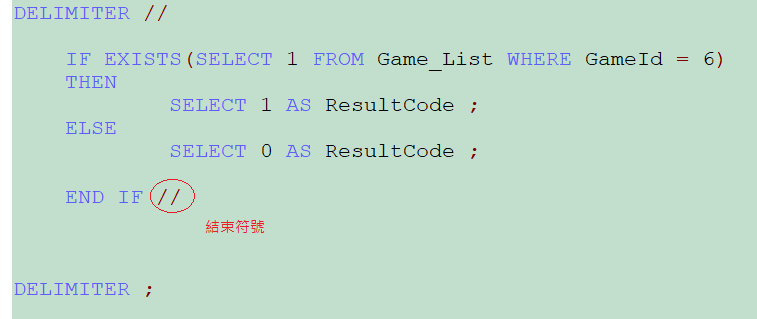 DELIMITER //
IF EXISTS(SELECT 1 FROM Game_List WHERE GameId = 6)
THEN
SELECT 1 AS ResultCode ;
ELSE
SELECT 0 AS ResultCode ;
END IF //
結束符號
DELIMITER ;